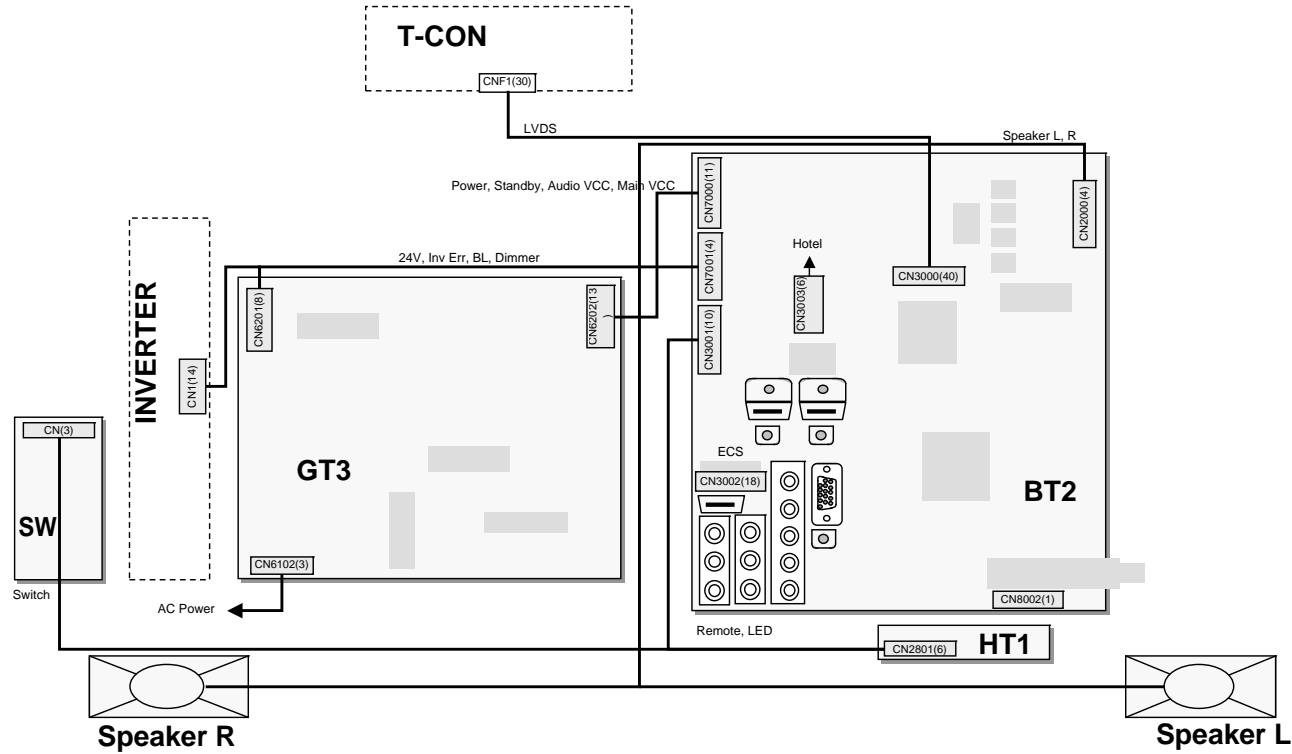 T-CON
CNF1(30)
LVDS
Speaker L, R
Power, Standby, Audio VCC, Main VCC
CN7000(11)
CN2000(4)
24V, Inv Err, BL, Dimmer
CN7001(4)
Hotel
CN3003(6)
CN3000(40)
CN6201(8)
CN6202(13
)
CN3001(10)
INVERTER
CN1(14)
CN(3)
SW
Switch
GT3
ECS
CN3002(18)
BT2
CN6102(3)
AC Power
CN8002(1)
Remote, LED
CN2801(6)
HT1
Speaker R
Speaker L